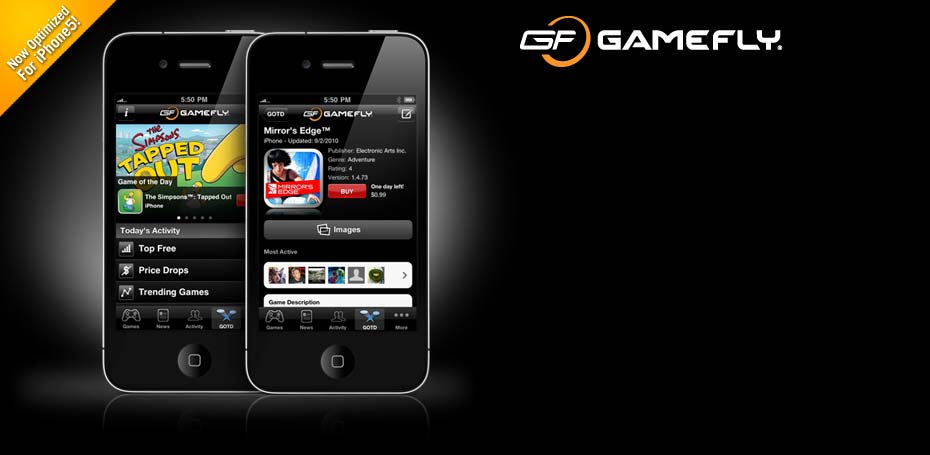 Now Optimized
For iPhone5!
GF GAMEFLY®
5:50 PM
i
GF GAMEFLY
THE
SIMPSONS
TAPPED
OUT
Game of the Day
The Simpsons™: Tapped Out
iPhone
Today's Activity
Top Free
Price Drops
Trending Games
Games
News
Activity
GOTD
5:50 PM
GOTD
GF GAMEFLY
Mirror's Edge™
iPhone - Updated: 9/2/2010
Publisher: Electronic Arts Inc.
Genre: Adventure
Rating: 4
Version: 1.4.73
MIRROR'S
EDGE
BUY
One day left!
$0.99
Images
Most Active
Game Description
Games
News
Activity
GOTD
More